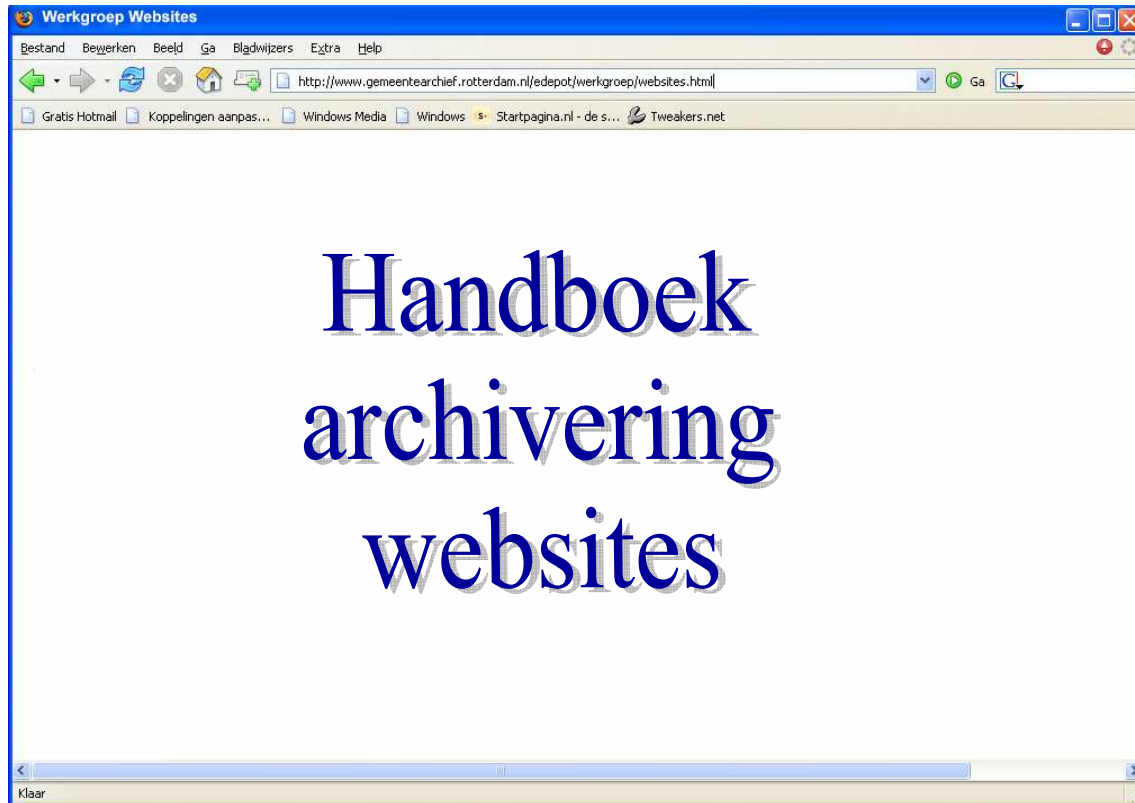 Werkgroep Websites
Bestand Bewerken Beeld Ga Bladwijzers Extra Help
http://www.gemeentearchief.rotterdam.nl/edepot/werkgroep/websites.html Ga G
Gratis Hotmail Koppelingen aanpas... Windows Media Windows S Startpagina.nl - de s... Tweakers.net
Handboek
archivering
websites
Klaar